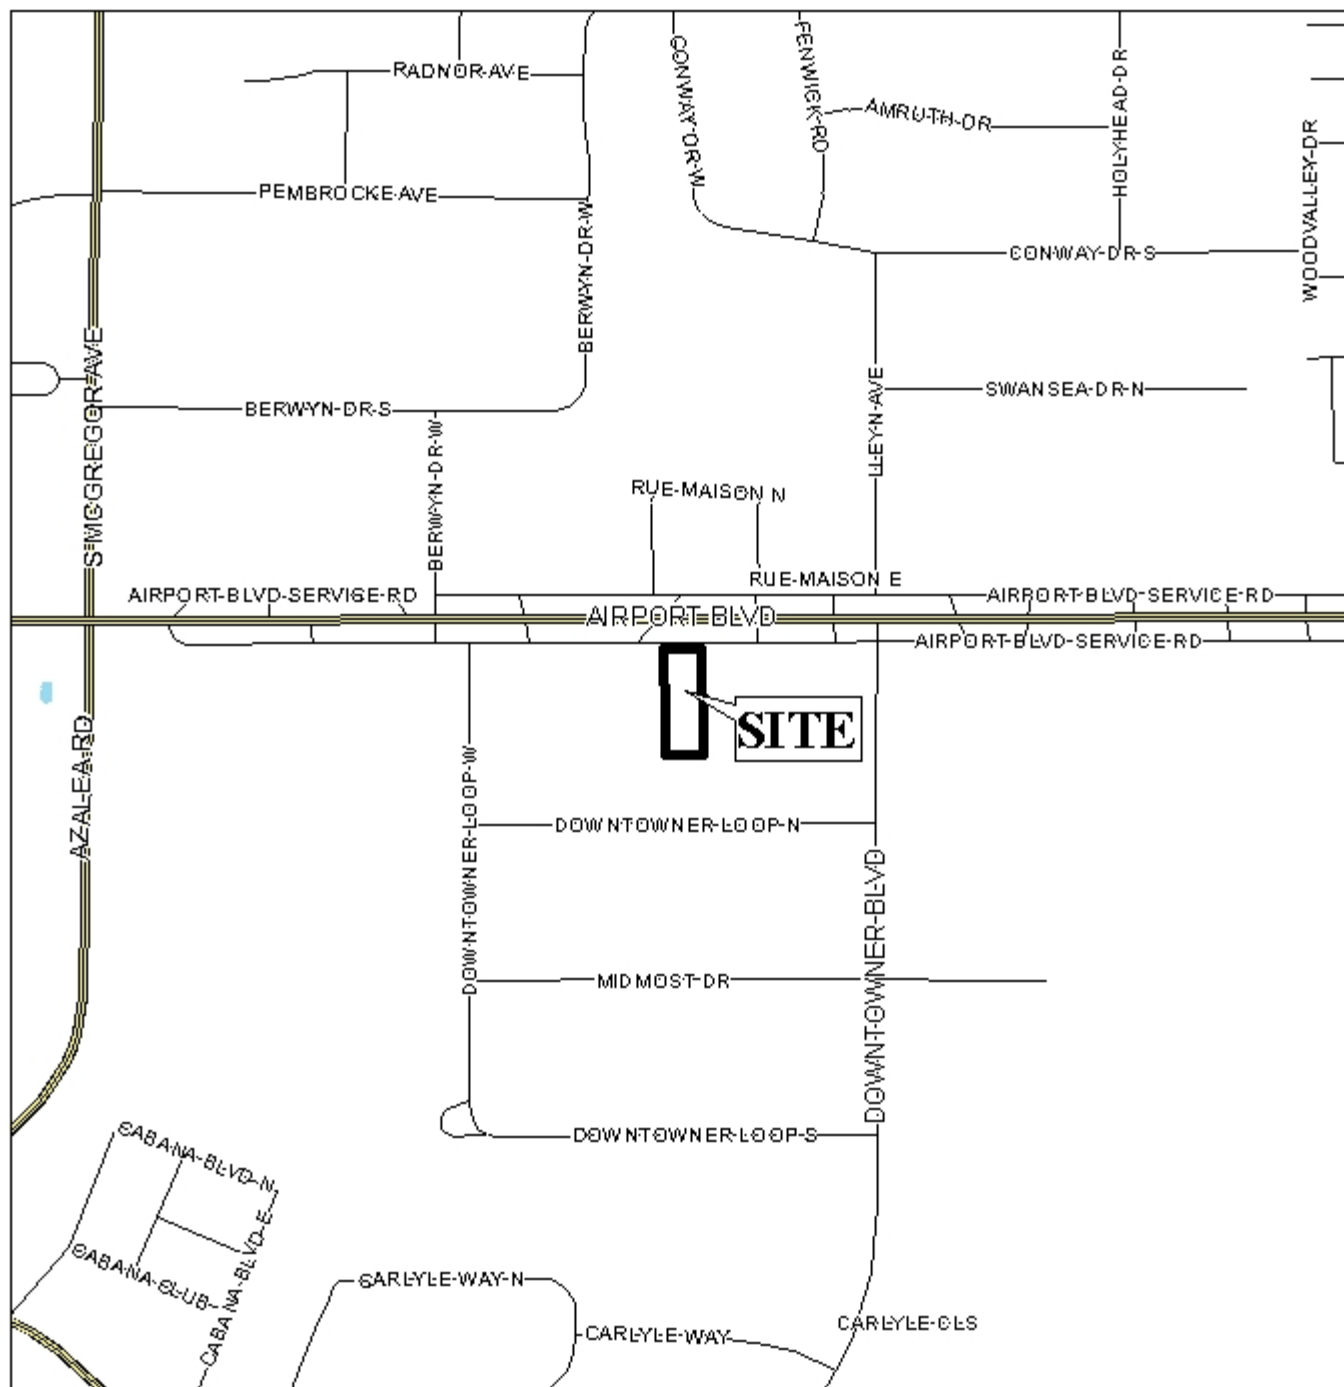 RADNOR AVE
CONWAY DR W
FENWICK RD
AMRUTH DR
HOLYHEAD DR
WOODVALLEY DR
PEMBROCKE AVE
BERWYN DR W
CONWAY DR S
S MCGREGOR AVE
BERWYN DR S
LLEYN AVE
SWANSEA DR N
BERWYN DR W
RUE MAISON N
RUE MAISON E
AIRPORT BLVD SERVICE RD
AIRPORT BLVD SERVICE RD
AIRPORT BLVD
AIRPORT BLVD SERVICE RD
SITE
AZALEA RD
DOWNTOWNER LOOP W
DOWNTOWNER LOOP N
DOWNTOWNER BLVD
MIDMOST DR
DOWNTOWNER LOOP S
CABANA BLVD N
CABANA BLVD E
CABANA CLUB
CARLYLE WAY N
CARLYLE WAY
CARLYLE CLS